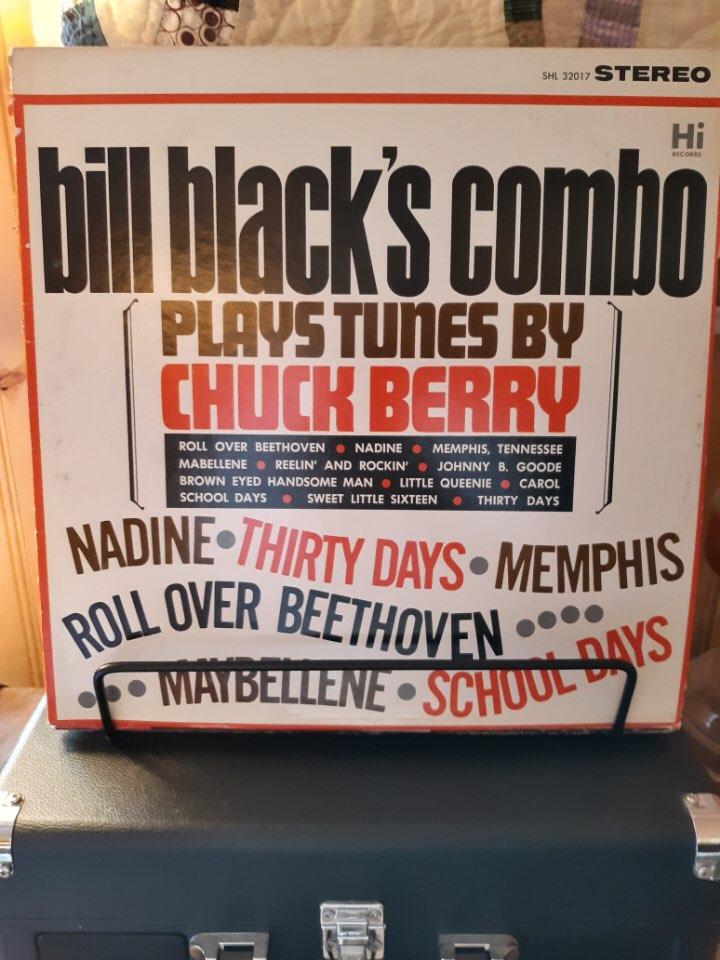 SHL 32017 STEREO
Hi
RECORDS
bill black's combo
PLAYS TUNES BY
CHUCK BERRY
ROLL OVER BEETHOVEN • NADINE • MEMPHIS, TENNESSEE
MABELLENE • REELIN' AND ROCKIN' • JOHNNY B. GOODE
BROWN EYED HANDSOME MAN • LITTLE QUEENIE • CAROL
SCHOOL DAYS • SWEET LITTLE SIXTEEN • THIRTY DAYS
NADINE • THIRTY DAYS • MEMPHIS
ROLL OVER BEETHOVEN ••••
••• MAYBELLENE • SCHOOL DAYS